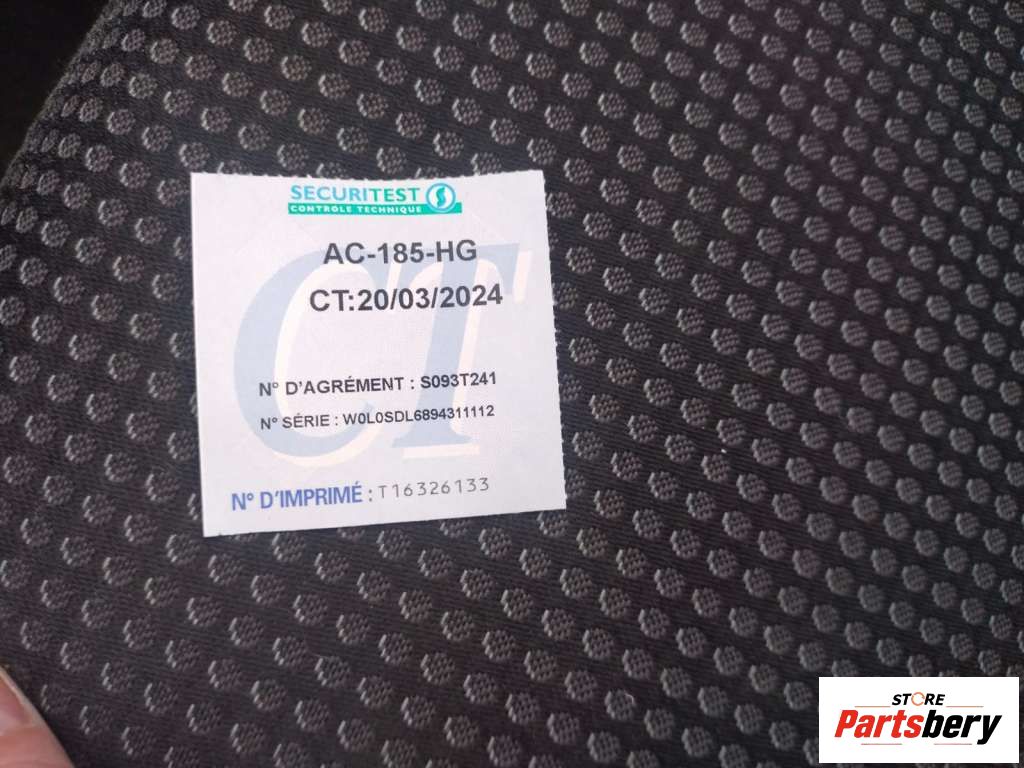 SECURITEST S
CONTROLE TECHNIQUE
CT
AC-185-HG
CT:20/03/2024
N° D'AGRÉMENT : S093T241
N° SÉRIE : W0L0SDL6894311112
N° D'IMPRIMÉ : T16326133
STORE
Partsbery